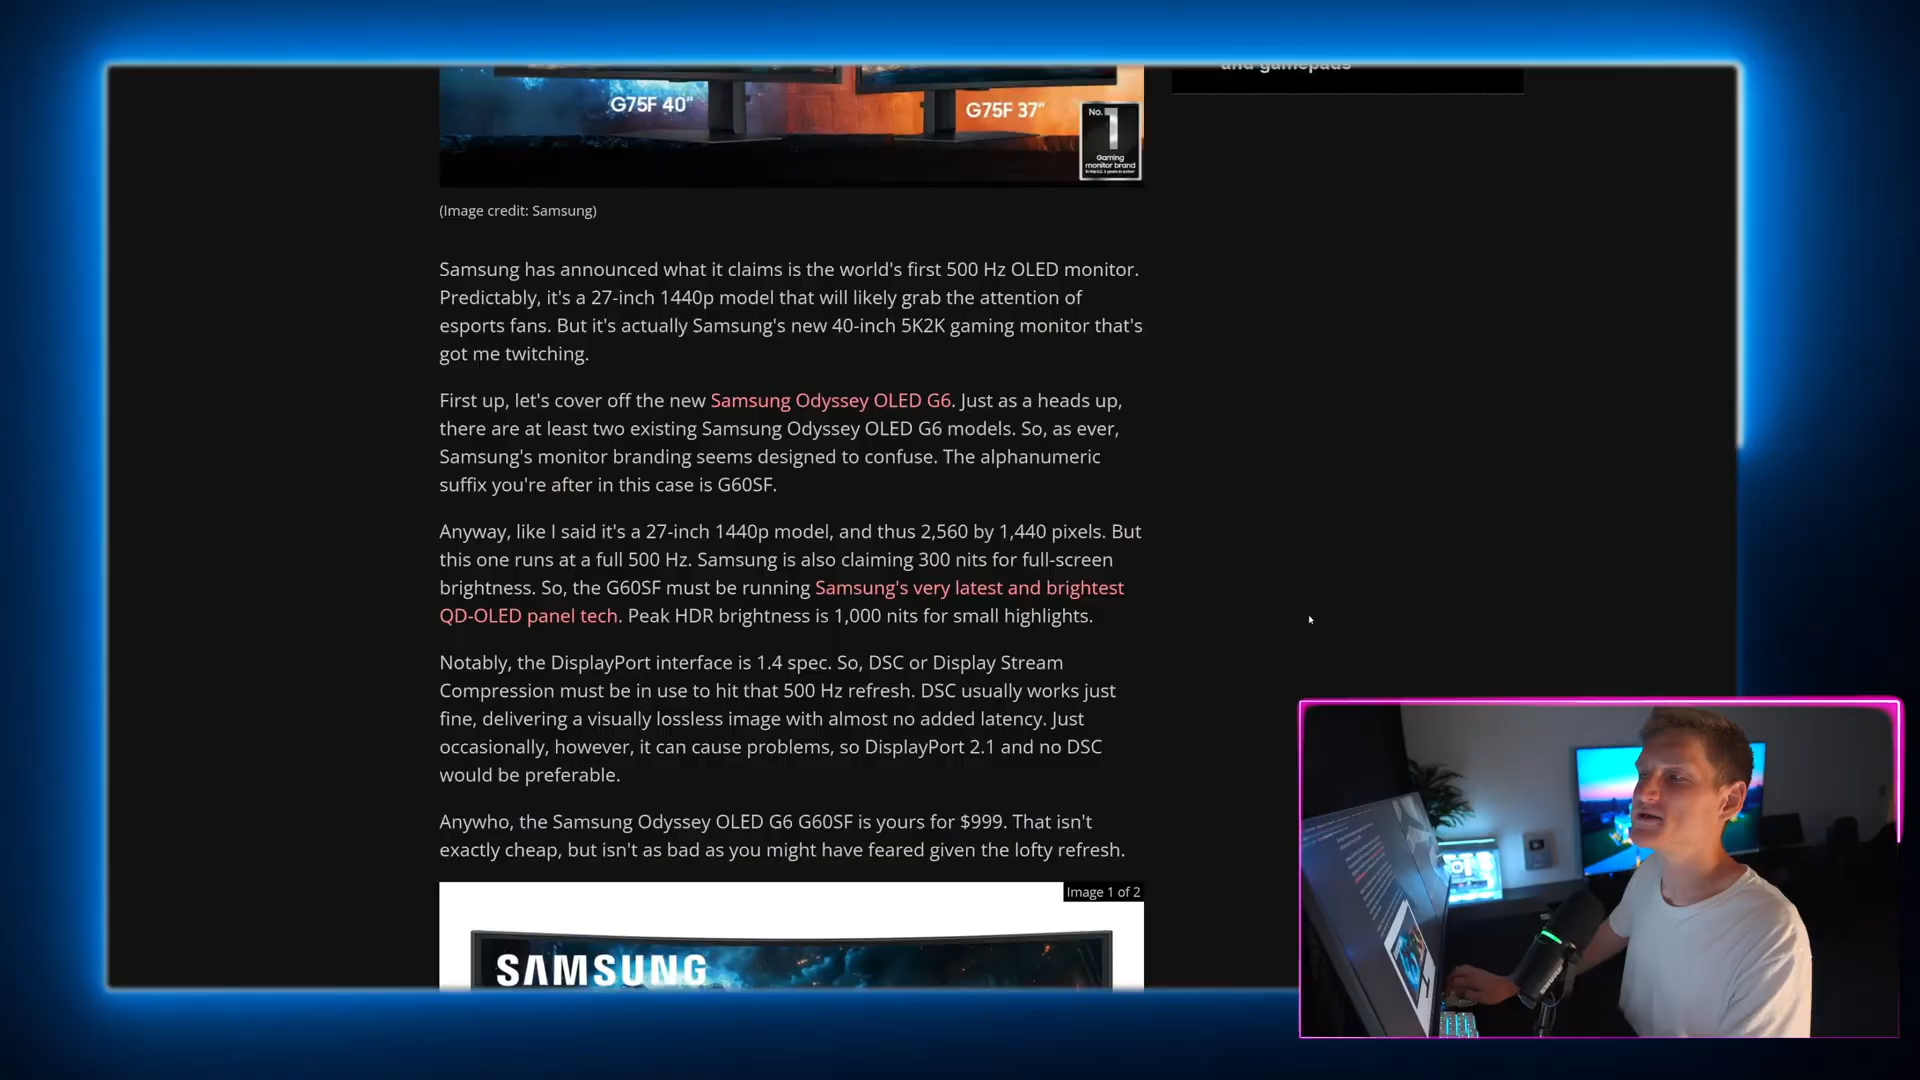 and gamepads
G75F 40"
G75F 37"
No.
1
Gaming
monitor brand
(Image credit: Samsung)
Samsung has announced what it claims is the world's first 500 Hz OLED monitor.
Predictably, it's a 27-inch 1440p model that will likely grab the attention of
esports fans. But it's actually Samsung's new 40-inch 5K2K gaming monitor that's
got me twitching.
First up, let's cover off the new Samsung Odyssey OLED G6. Just as a heads up,
there are at least two existing Samsung Odyssey OLED G6 models. So, as ever,
Samsung's monitor branding seems designed to confuse. The alphanumeric
suffix you're after in this case is G60SF.
Anyway, like I said it's a 27-inch 1440p model, and thus 2,560 by 1,440 pixels. But
this one runs at a full 500 Hz. Samsung is also claiming 300 nits for full-screen
brightness. So, the G60SF must be running Samsung's very latest and brightest
QD-OLED panel tech. Peak HDR brightness is 1,000 nits for small highlights.
Notably, the DisplayPort interface is 1.4 spec. So, DSC or Display Stream
Compression must be in use to hit that 500 Hz refresh. DSC usually works just
fine, delivering a visually lossless image with almost no added latency. Just
occasionally, however, it can cause problems, so DisplayPort 2.1 and no DSC
would be preferable.
Anywho, the Samsung Odyssey OLED G6 G60SF is yours for $999. That isn't
exactly cheap, but isn't as bad as you might have feared given the lofty refresh.
Image 1 of 2
SAMSUNG